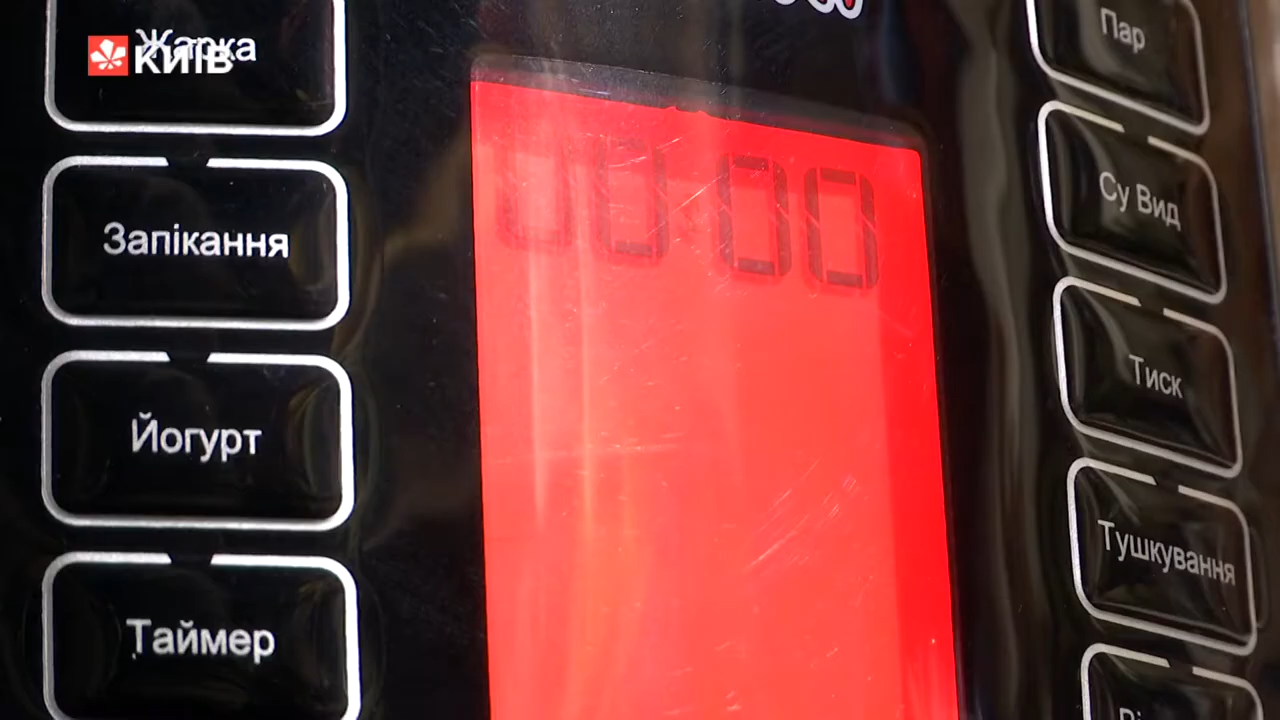 Жарка
КИЇВ
Запікання
Йогурт
Таймер
00:00
Пар
Су Вид
Тиск
Тушкування